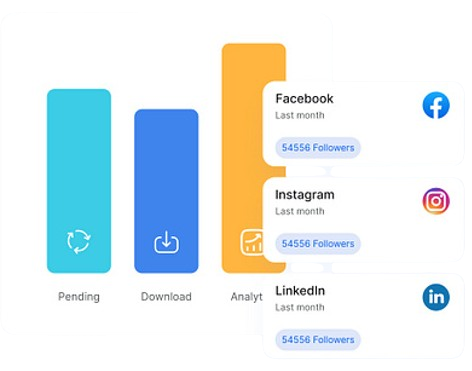 Facebook
Last month
54556 Followers
Instagram
Last month
54556 Followers
LinkedIn
Last month
54556 Followers
Pending
Download
Analyt